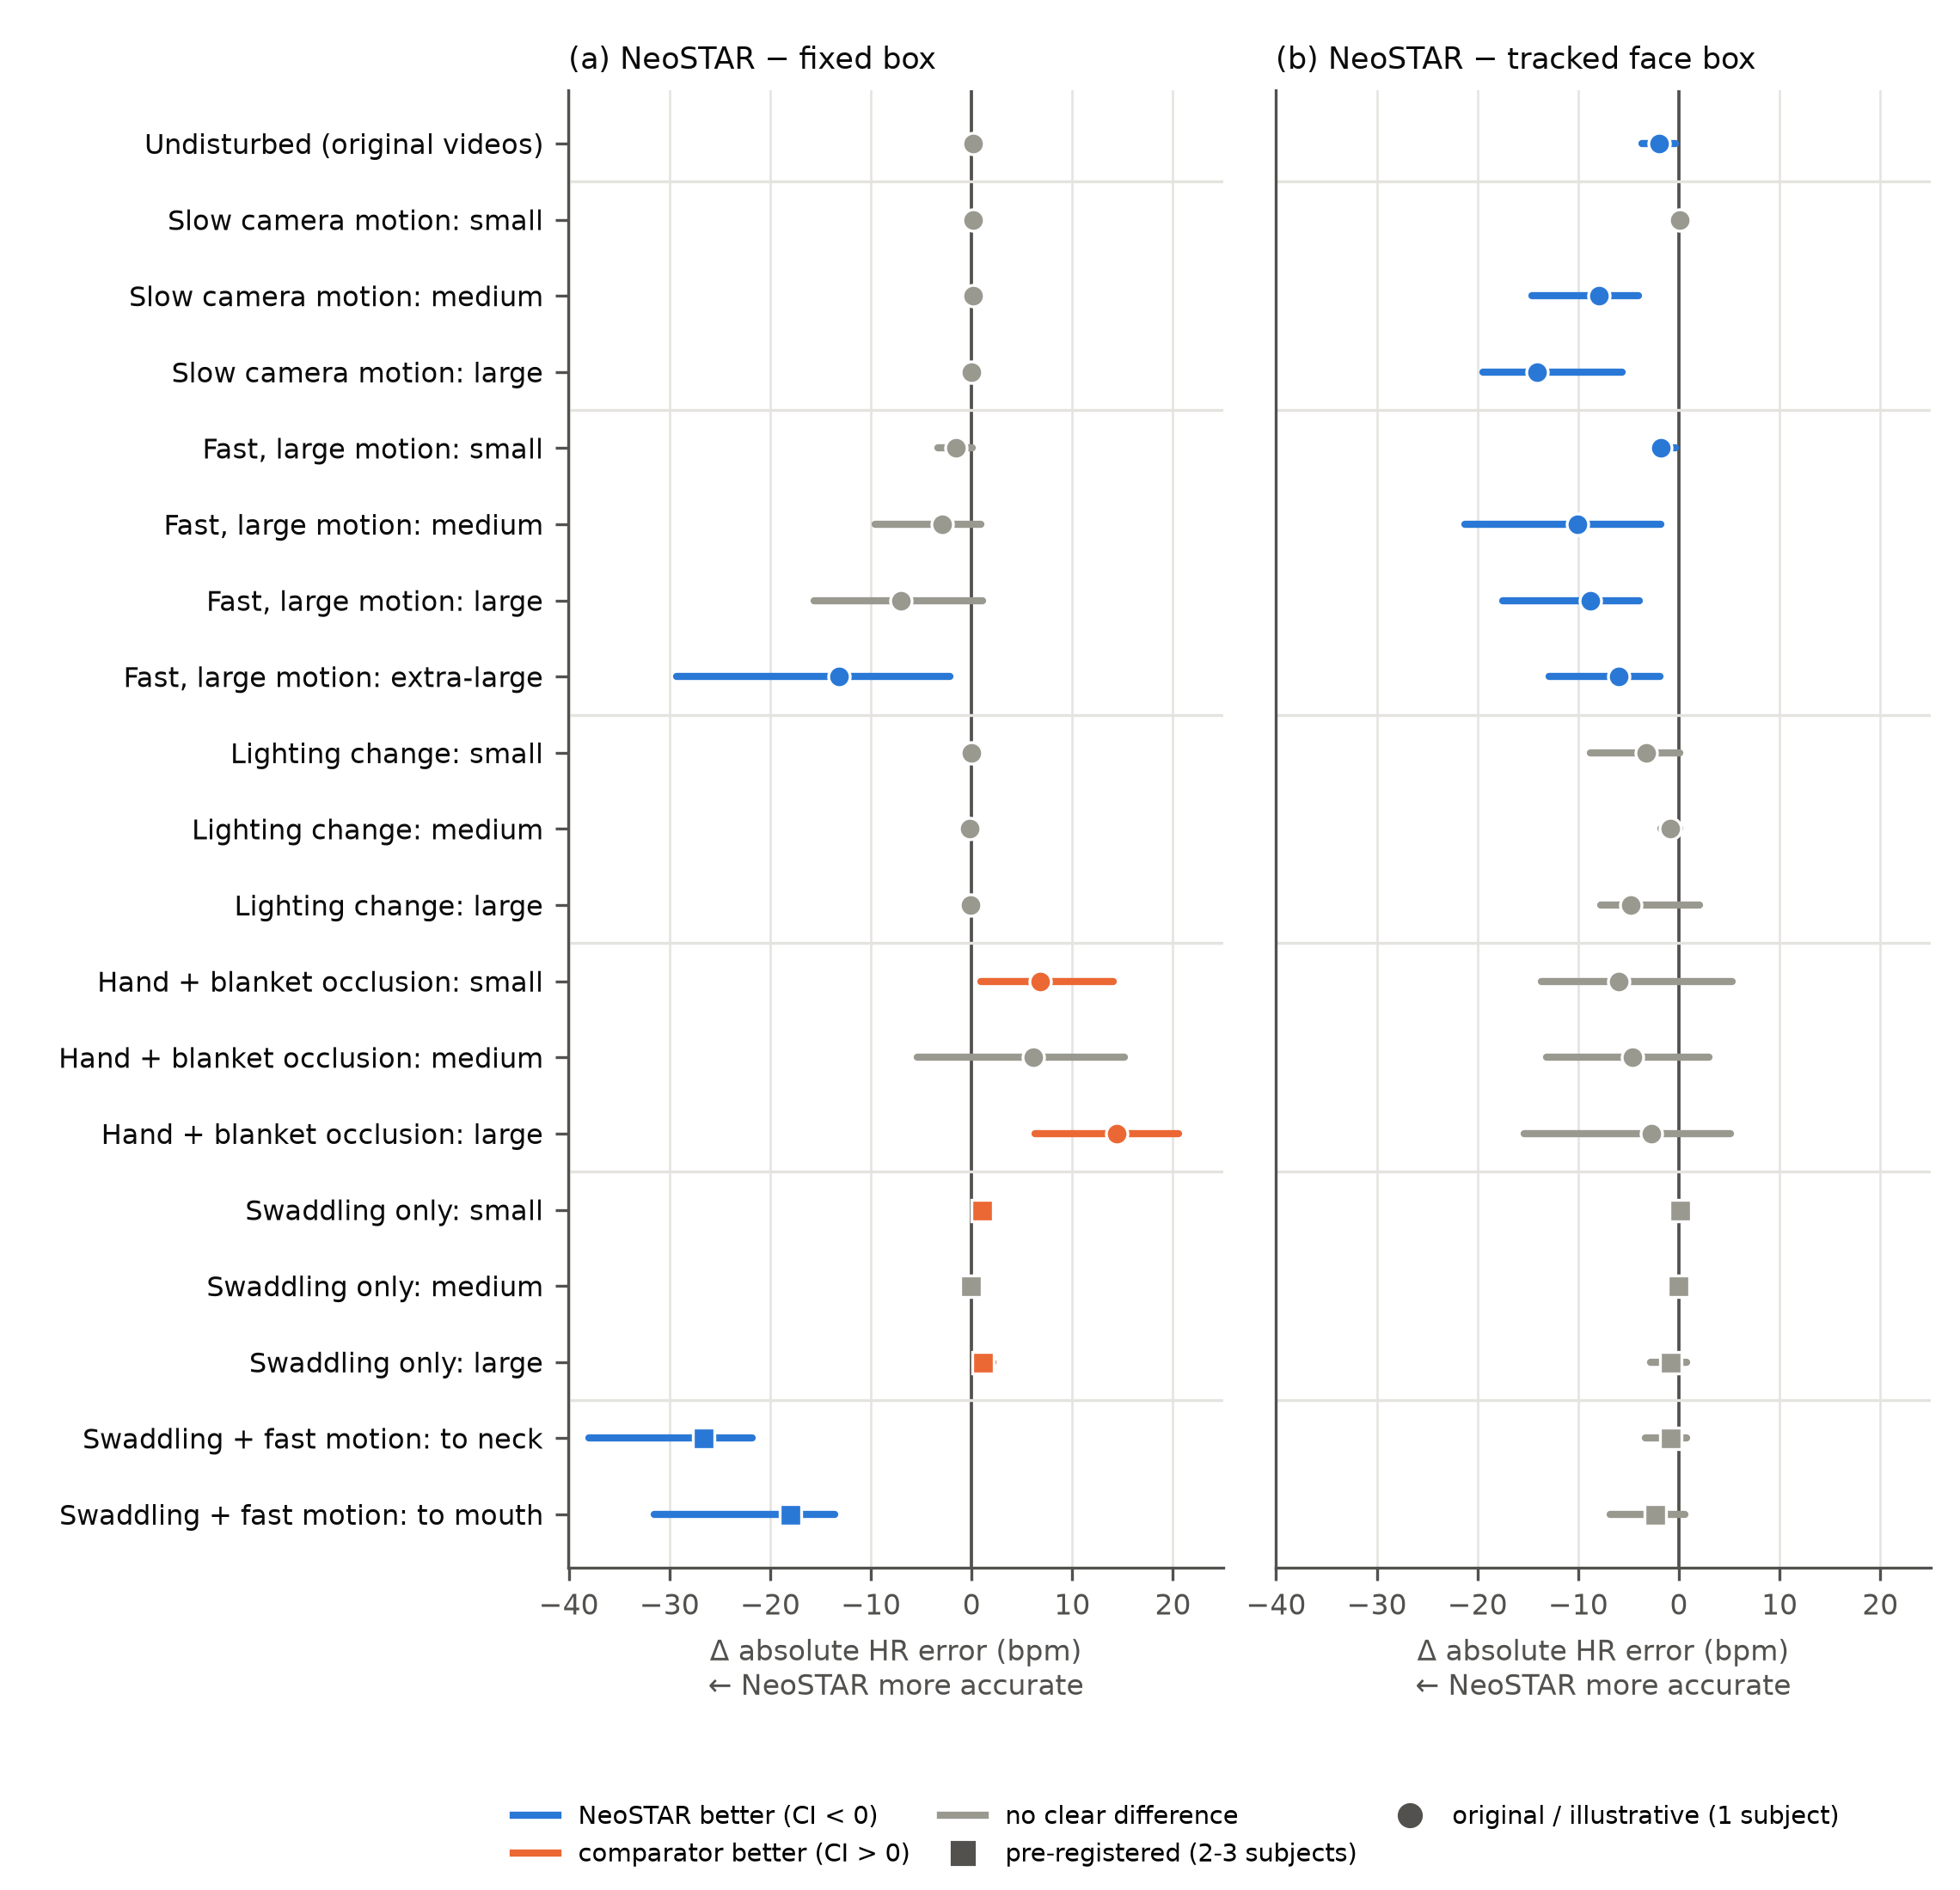 (a) NeoSTAR − fixed box
(b) NeoSTAR − tracked face box
Undisturbed (original videos)
Slow camera motion: small
Slow camera motion: medium
Slow camera motion: large
Fast, large motion: small
Fast, large motion: medium
Fast, large motion: large
Fast, large motion: extra-large
Lighting change: small
Lighting change: medium
Lighting change: large
Hand + blanket occlusion: small
Hand + blanket occlusion: medium
Hand + blanket occlusion: large
Swaddling only: small
Swaddling only: medium
Swaddling only: large
Swaddling + fast motion: to neck
Swaddling + fast motion: to mouth
−40 −30 −20 −10 0 10 20
−40 −30 −20 −10 0 10 20
Δ absolute HR error (bpm)
← NeoSTAR more accurate
Δ absolute HR error (bpm)
← NeoSTAR more accurate
NeoSTAR better (CI < 0)
comparator better (CI > 0)
no clear difference
pre-registered (2-3 subjects)
original / illustrative (1 subject)